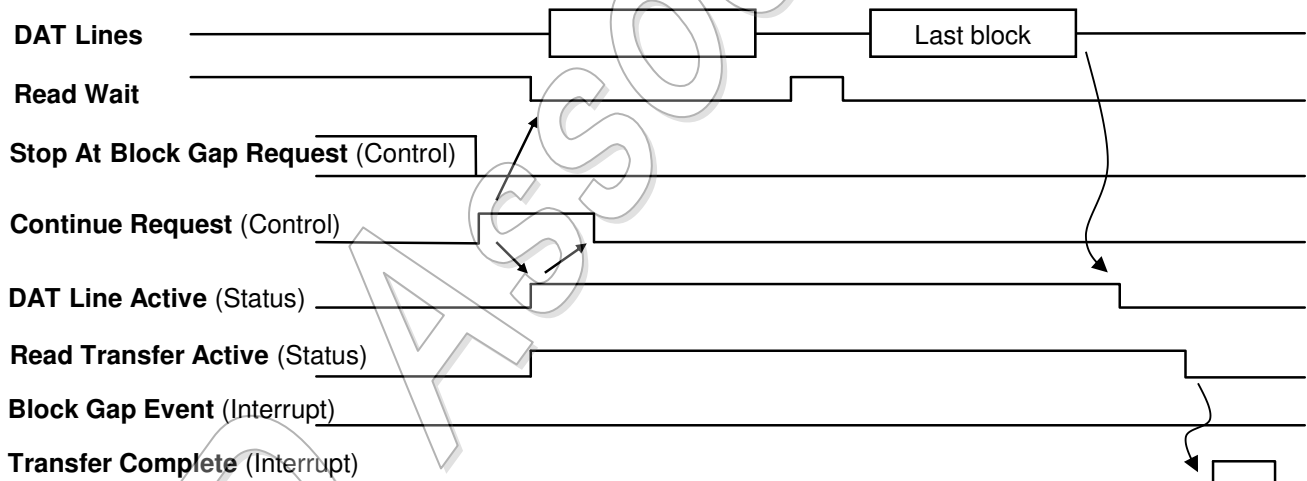 DAT Lines
Last block
Read Wait
Stop At Block Gap Request (Control)
Continue Request (Control)
DAT Line Active (Status)
Read Transfer Active (Status)
Block Gap Event (Interrupt)
Transfer Complete (Interrupt)